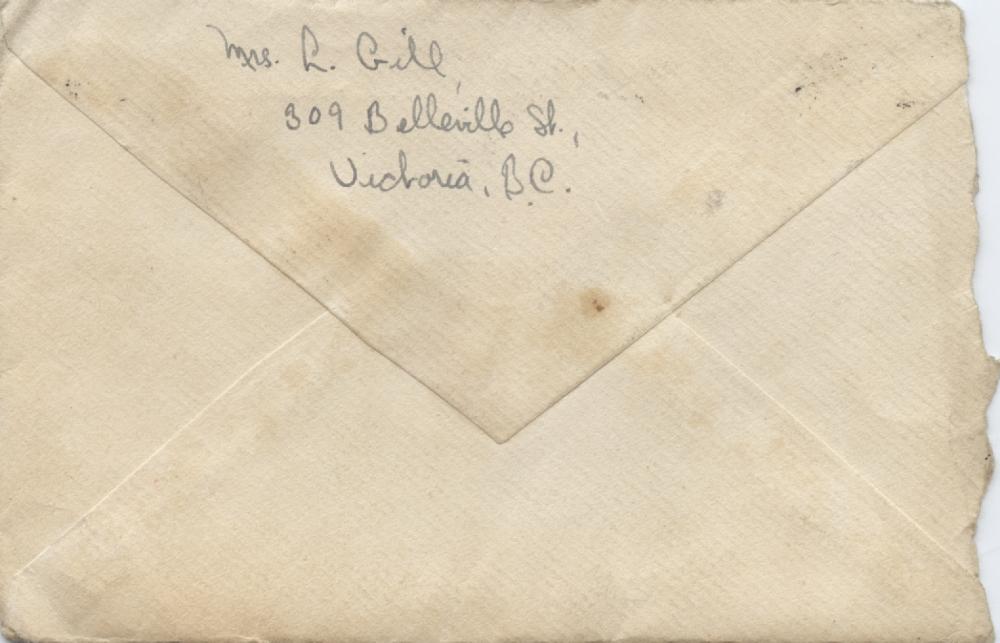 Mrs. L. Gill,
309 Belleville St.,
Victoria, B.C.